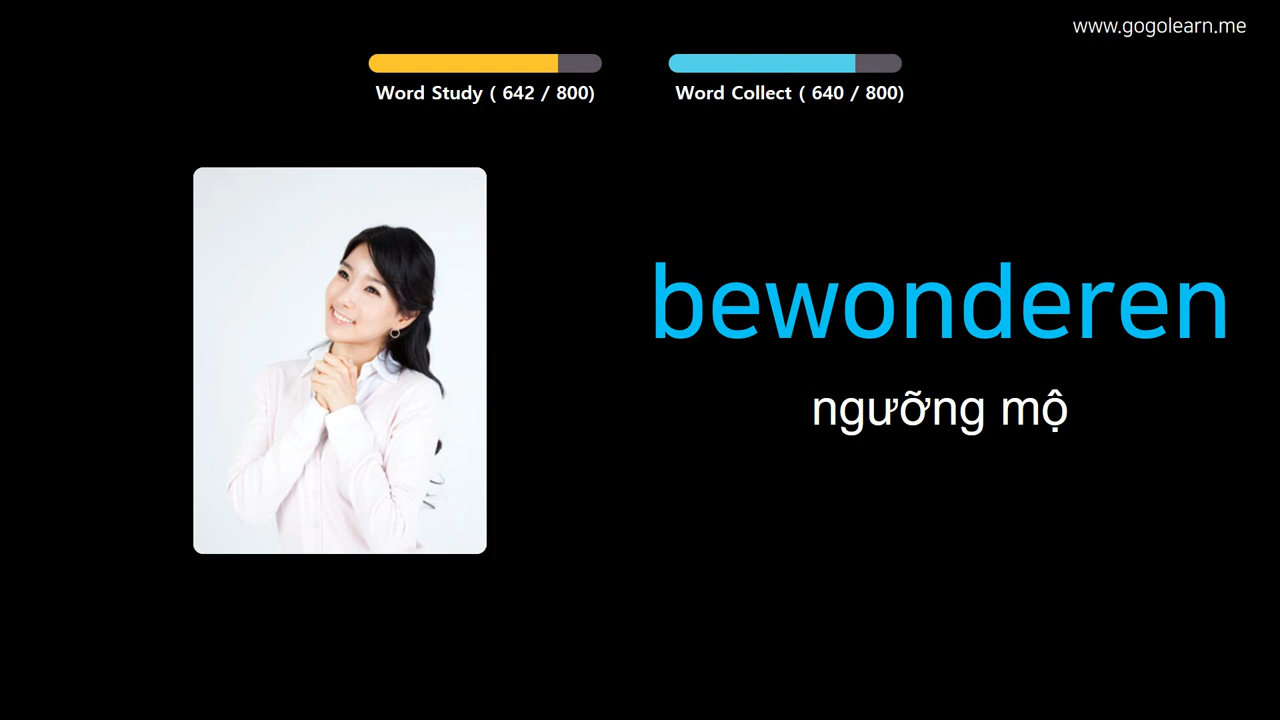 www.gogolearn.me
Word Study ( 642 / 800)
Word Collect ( 640 / 800)
bewonderen
ngưỡng mộ